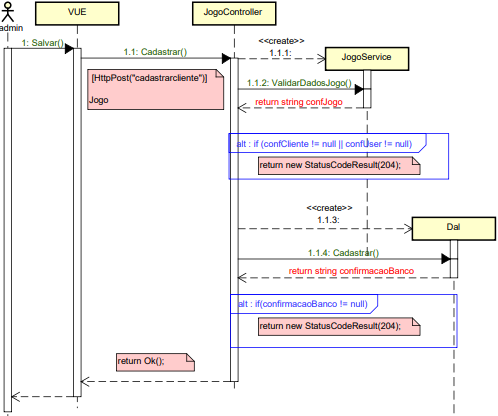 VUE
JogoController
admin
1: Salvar()
<<create>>
1.1: Cadastrar()
1.1.1:
JogoService
[HttpPost("cadastrarcliente")]
Jogo
1.1.2: ValidarDadosJogo()
return string confJogo
alt : if (confCliente != null || confUser != null)
return new StatusCodeResult(204);
<<create>>
1.1.3:
Dal
1.1.4: Cadastrar()
return string confirmacaoBanco
alt : if(confirmacaoBanco != null)
return new StatusCodeResult(204);
return Ok();